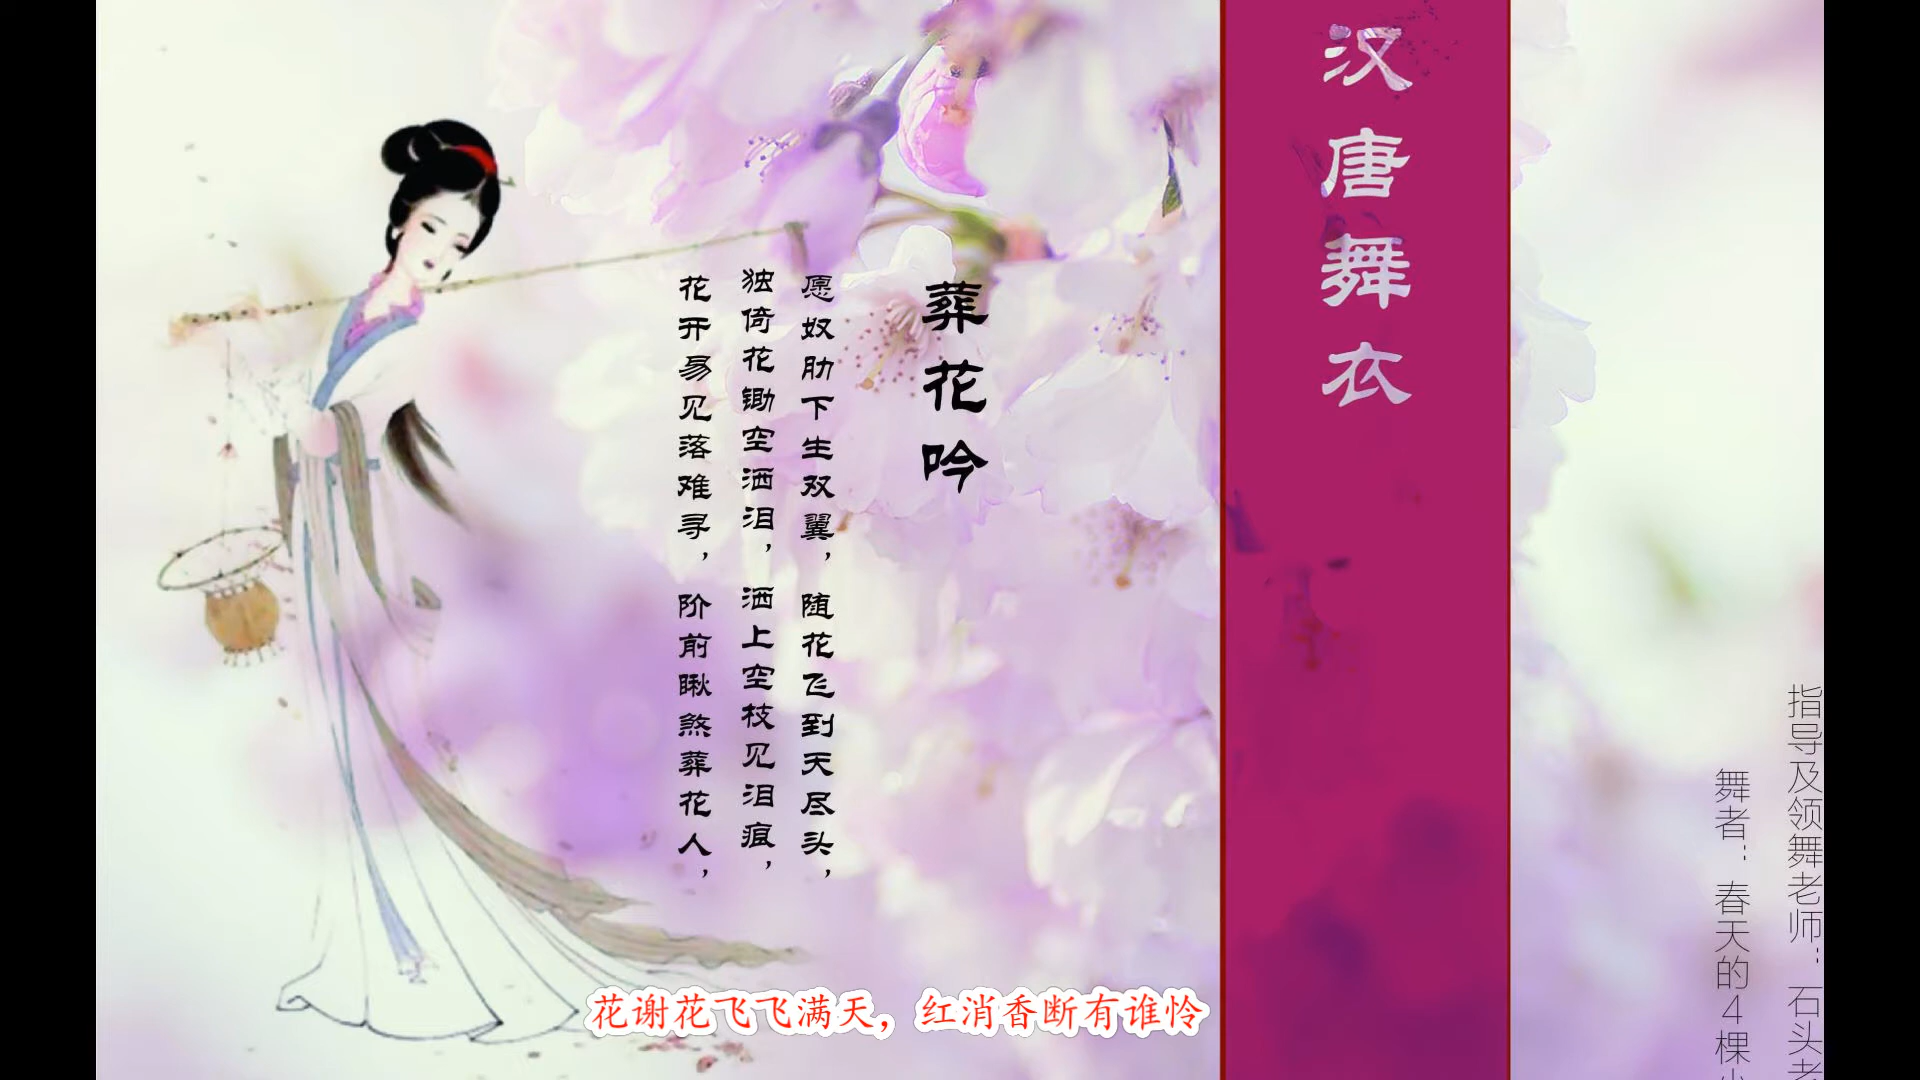 汉唐舞衣
葬花吟
愿奴肋下生双翼，随花飞到天尽头，
独倚花锄空洒泪，洒上空枝见泪痕，
花开易见落难寻，阶前瞅煞葬花人，
指导及领舞老师：石头老
舞者：春天的4棵
花谢花飞飞满天，红消香断有谁怜